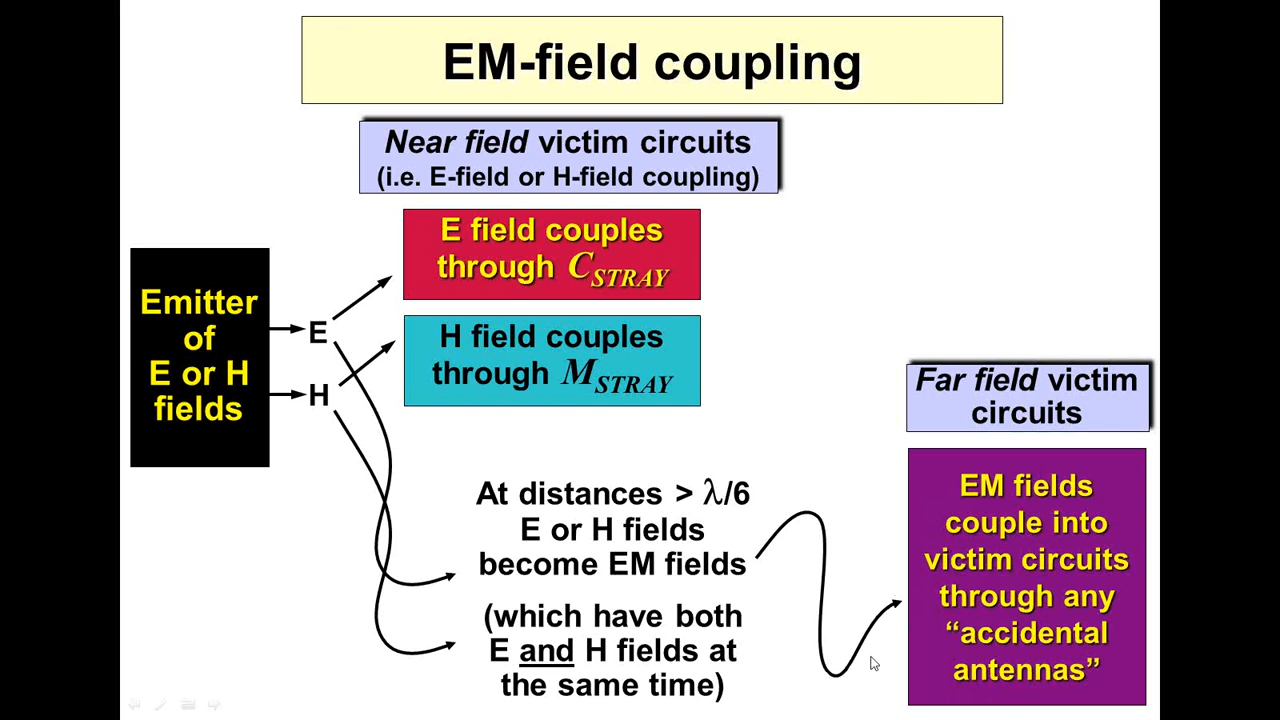 EM-field coupling
Near field victim circuits
(i.e. E-field or H-field coupling)
E field couples
through C_STRAY
Emitter
of
E or H
fields
E
H
H field couples
through M_STRAY
Far field victim
circuits
At distances > λ/6
E or H fields
become EM fields
(which have both
E and H fields at
the same time)
EM fields
couple into
victim circuits
through any
“accidental
antennas”